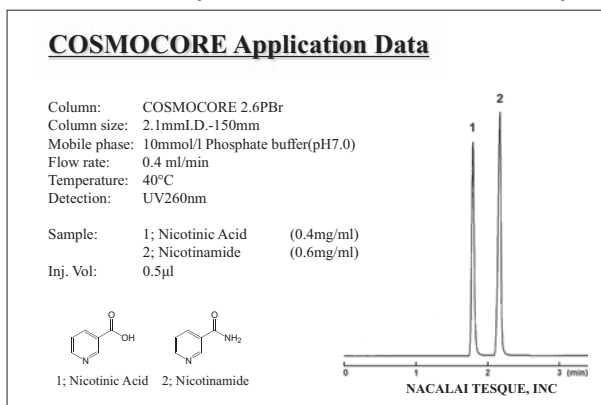 COSMOCORE Application Data
Column: COSMOCORE 2.6PBr
Column size: 2.1mmI.D.-150mm
Mobile phase: 10mmol/l Phosphate buffer(pH7.0)
Flow rate: 0.4 ml/min
Temperature: 40°C
Detection: UV260nm
Sample: 1; Nicotinic Acid (0.4mg/ml)
2; Nicotinamide (0.6mg/ml)
Inj. Vol: 0.5μl
O
OH
N
O
NH₂
N
1; Nicotinic Acid 2; Nicotinamide
1
2
0 1 2 3 (min)
NACALAI TESQUE, INC